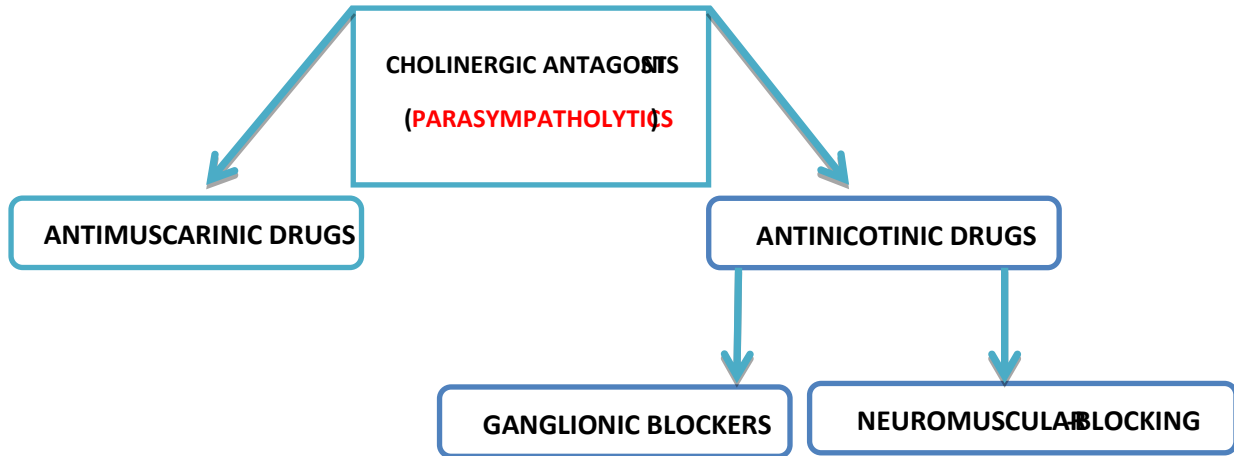 CHOLINERGIC ANTAGONISTS
(PARASYMPATHOLYTICS)
ANTIMUSCARINIC DRUGS
ANTINICOTINIC DRUGS
GANGLIONIC BLOCKERS
NEUROMUSCULAR-BLOCKING